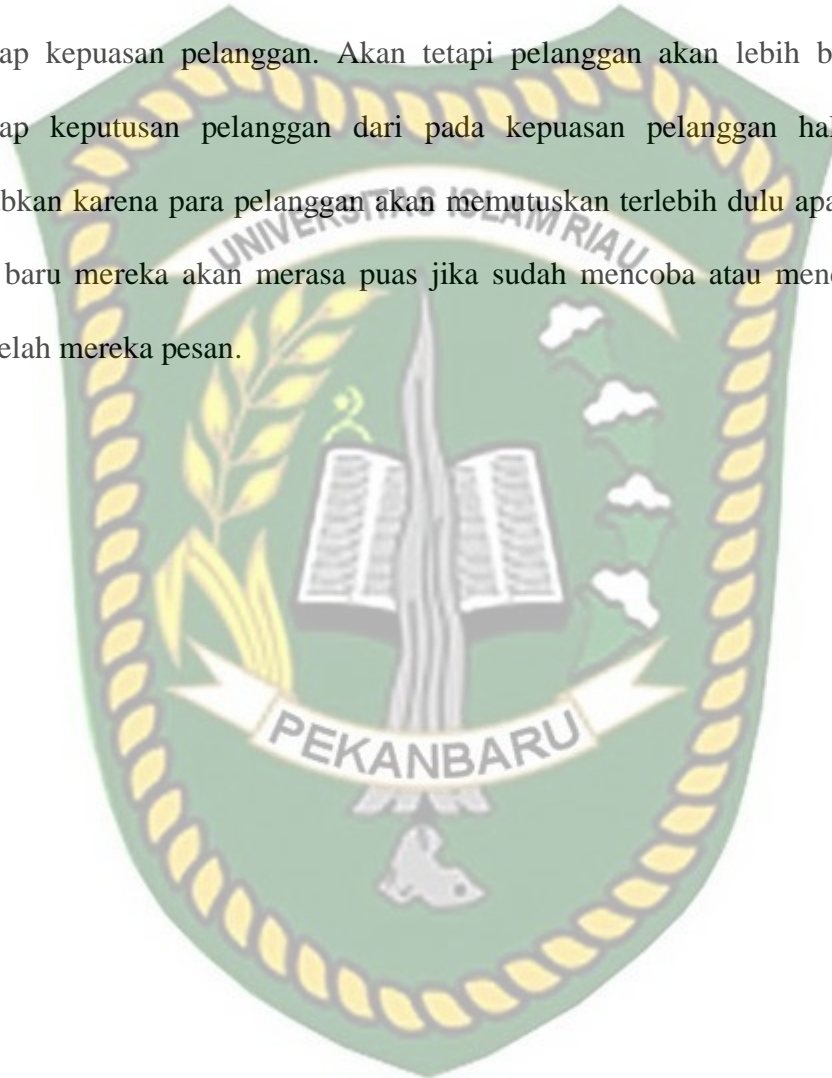 ap kepuasan pelanggan. Akan tetapi pelanggan akan lebih b
ap keputusan pelanggan dari pada kepuasan pelanggan hal
bkan karena para pelanggan akan memutuskan terlebih dulu apa
baru mereka akan merasa puas jika sudah mencoba atau men
elah mereka pesan.
UNIVERSITAS ISLAM RIAU
PEKANBARU